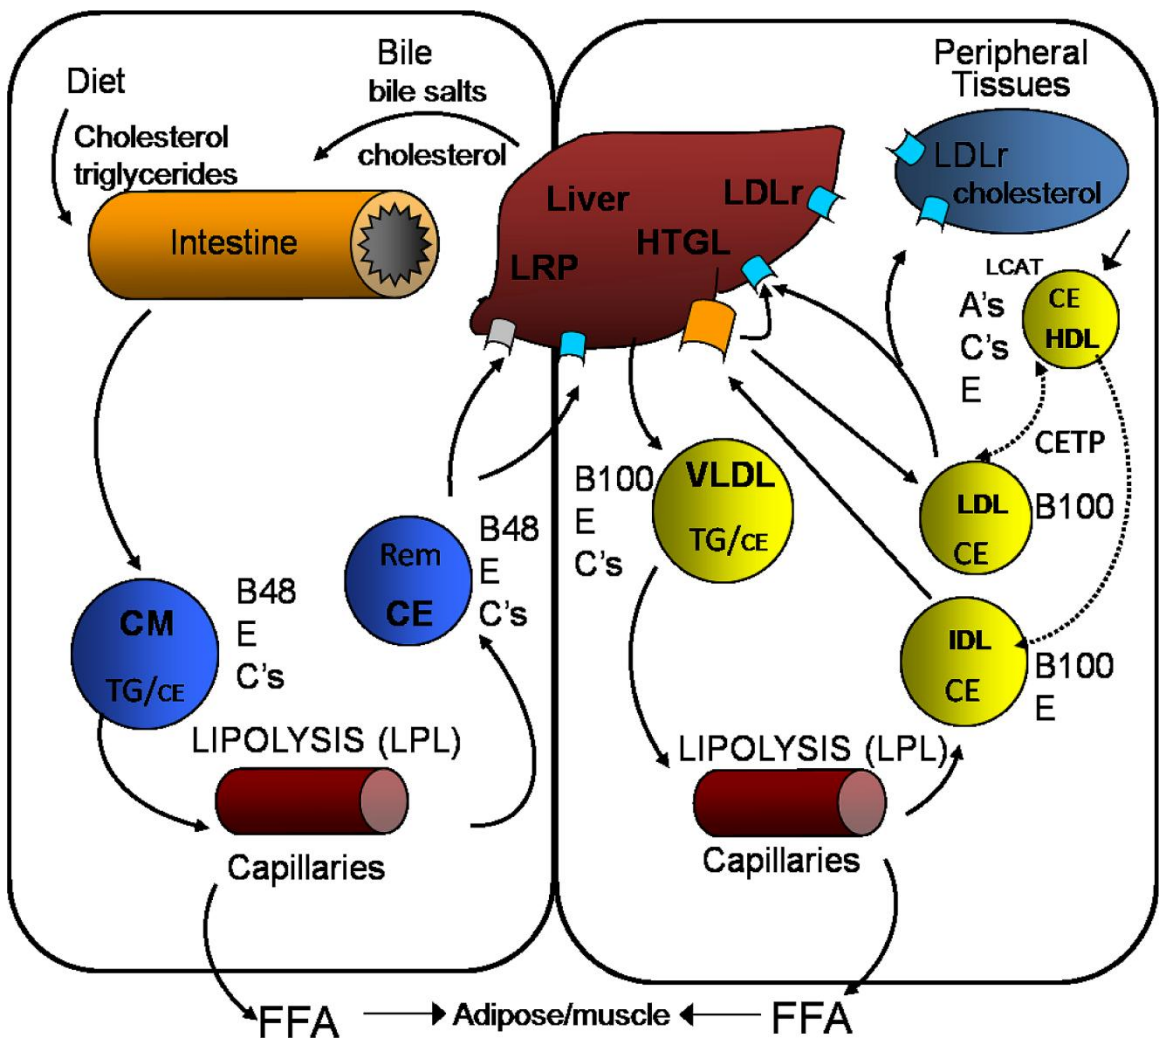 Diet
Cholesterol
triglycerides
Bile
bile salts
cholesterol
Intestine
CM
TG/CE
B48
E
C's
Rem
CE
B48
E
C's
LIPOLYSIS (LPL)
Capillaries
FFA
Adipose/muscle
FFA
Liver
LDLr
HTGL
LRP
Peripheral
Tissues
LDLr
cholesterol
LCAT
A's
C's
E
CE
HDL
CETP
B100
E
C's
VLDL
TG/CE
LDL
CE
B100
IDL
CE
B100
E
LIPOLYSIS (LPL)
Capillaries